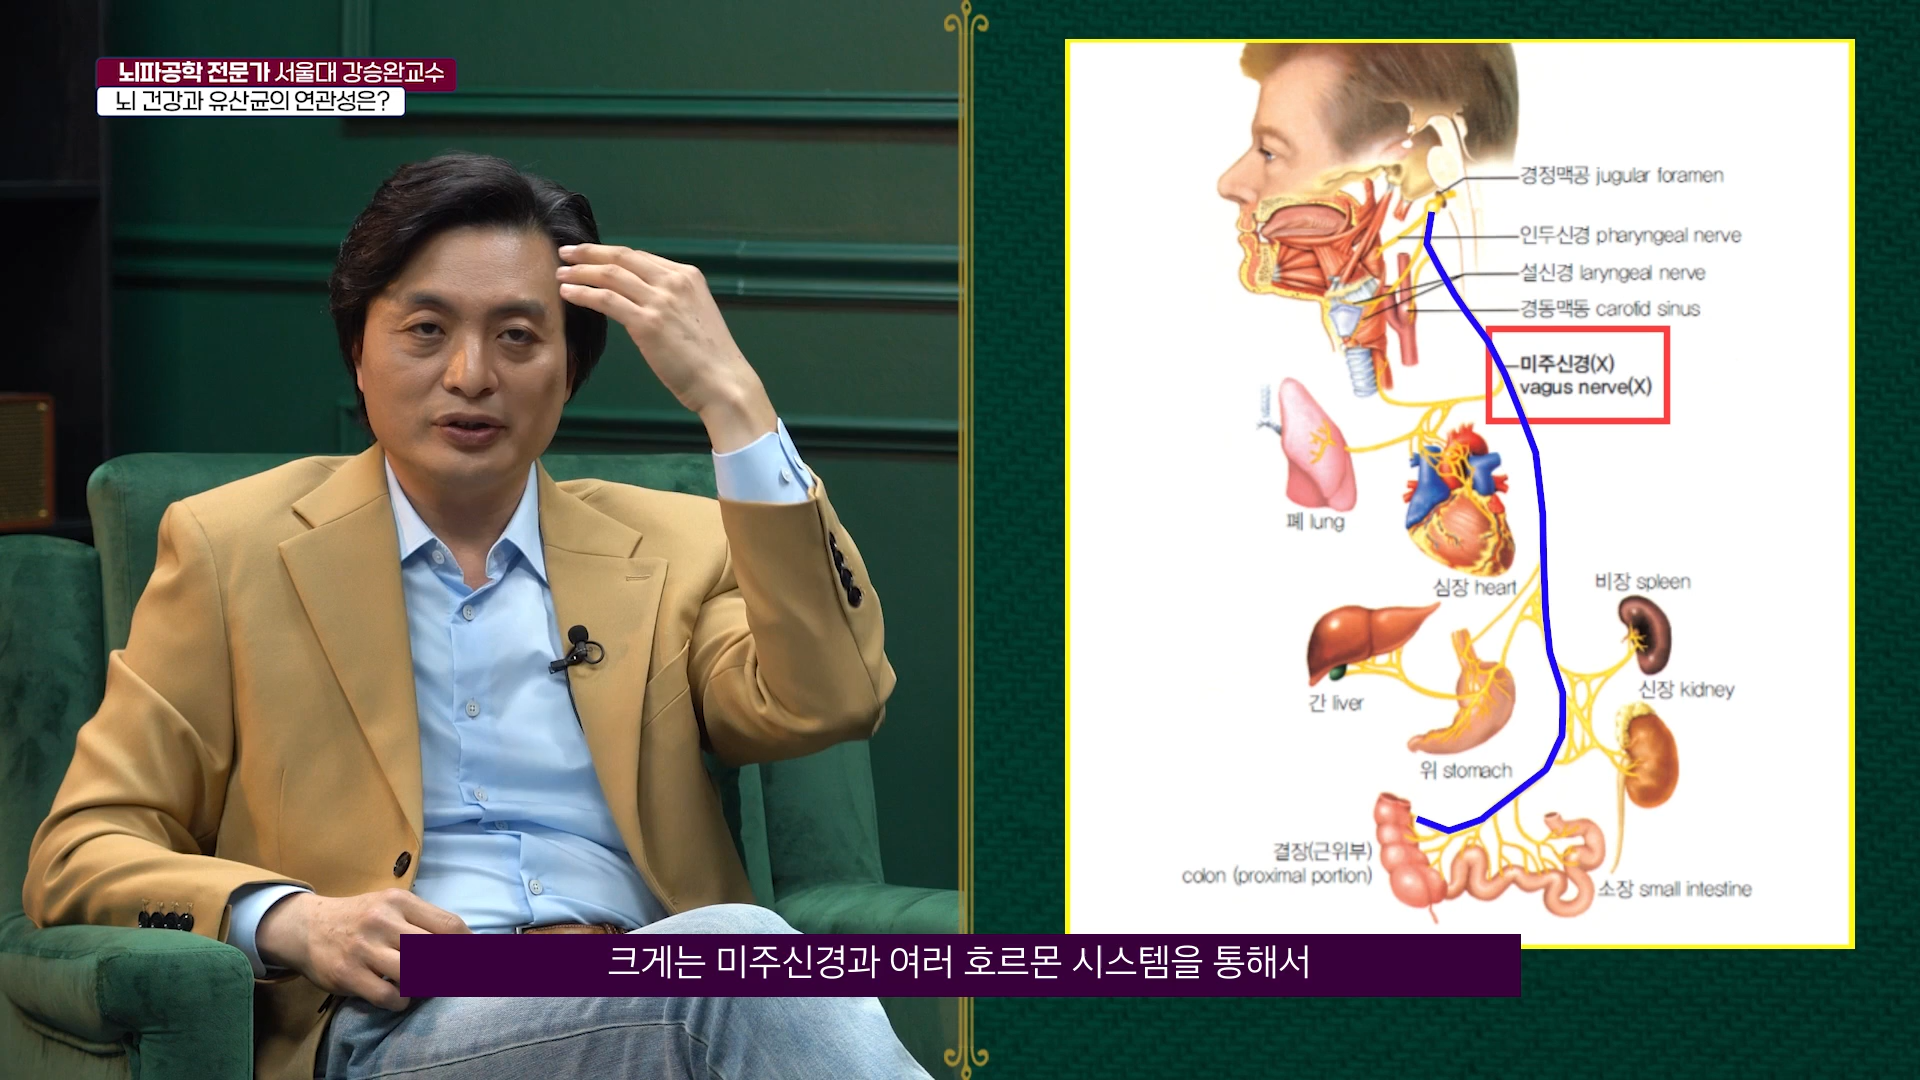 뇌파공학 전문가 서울대 강승완교수
뇌 건강과 유산균의 연관성은?
경정맥공 jugular foramen
인두신경 pharyngeal nerve
설신경 laryngeal nerve
경동맥동 carotid sinus
미주신경(X)
vagus nerve(X)
폐 lung
심장 heart
비장 spleen
간 liver
신장 kidney
위 stomach
결장(근위부)
colon (proximal portion)
소장 small intestine
크게는 미주신경과 여러 호르몬 시스템을 통해서